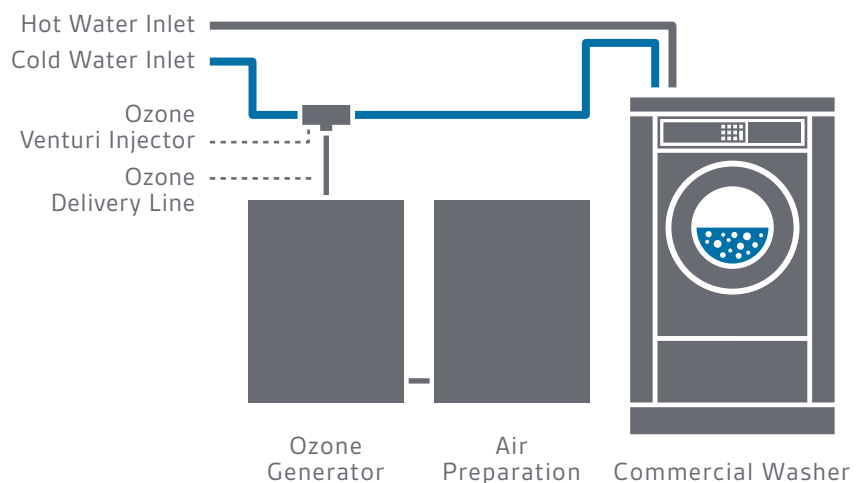 Hot Water Inlet
Cold Water Inlet
Ozone
Venturi Injector
Ozone
Delivery Line
Ozone
Generator
Air
Preparation
Commercial Washer